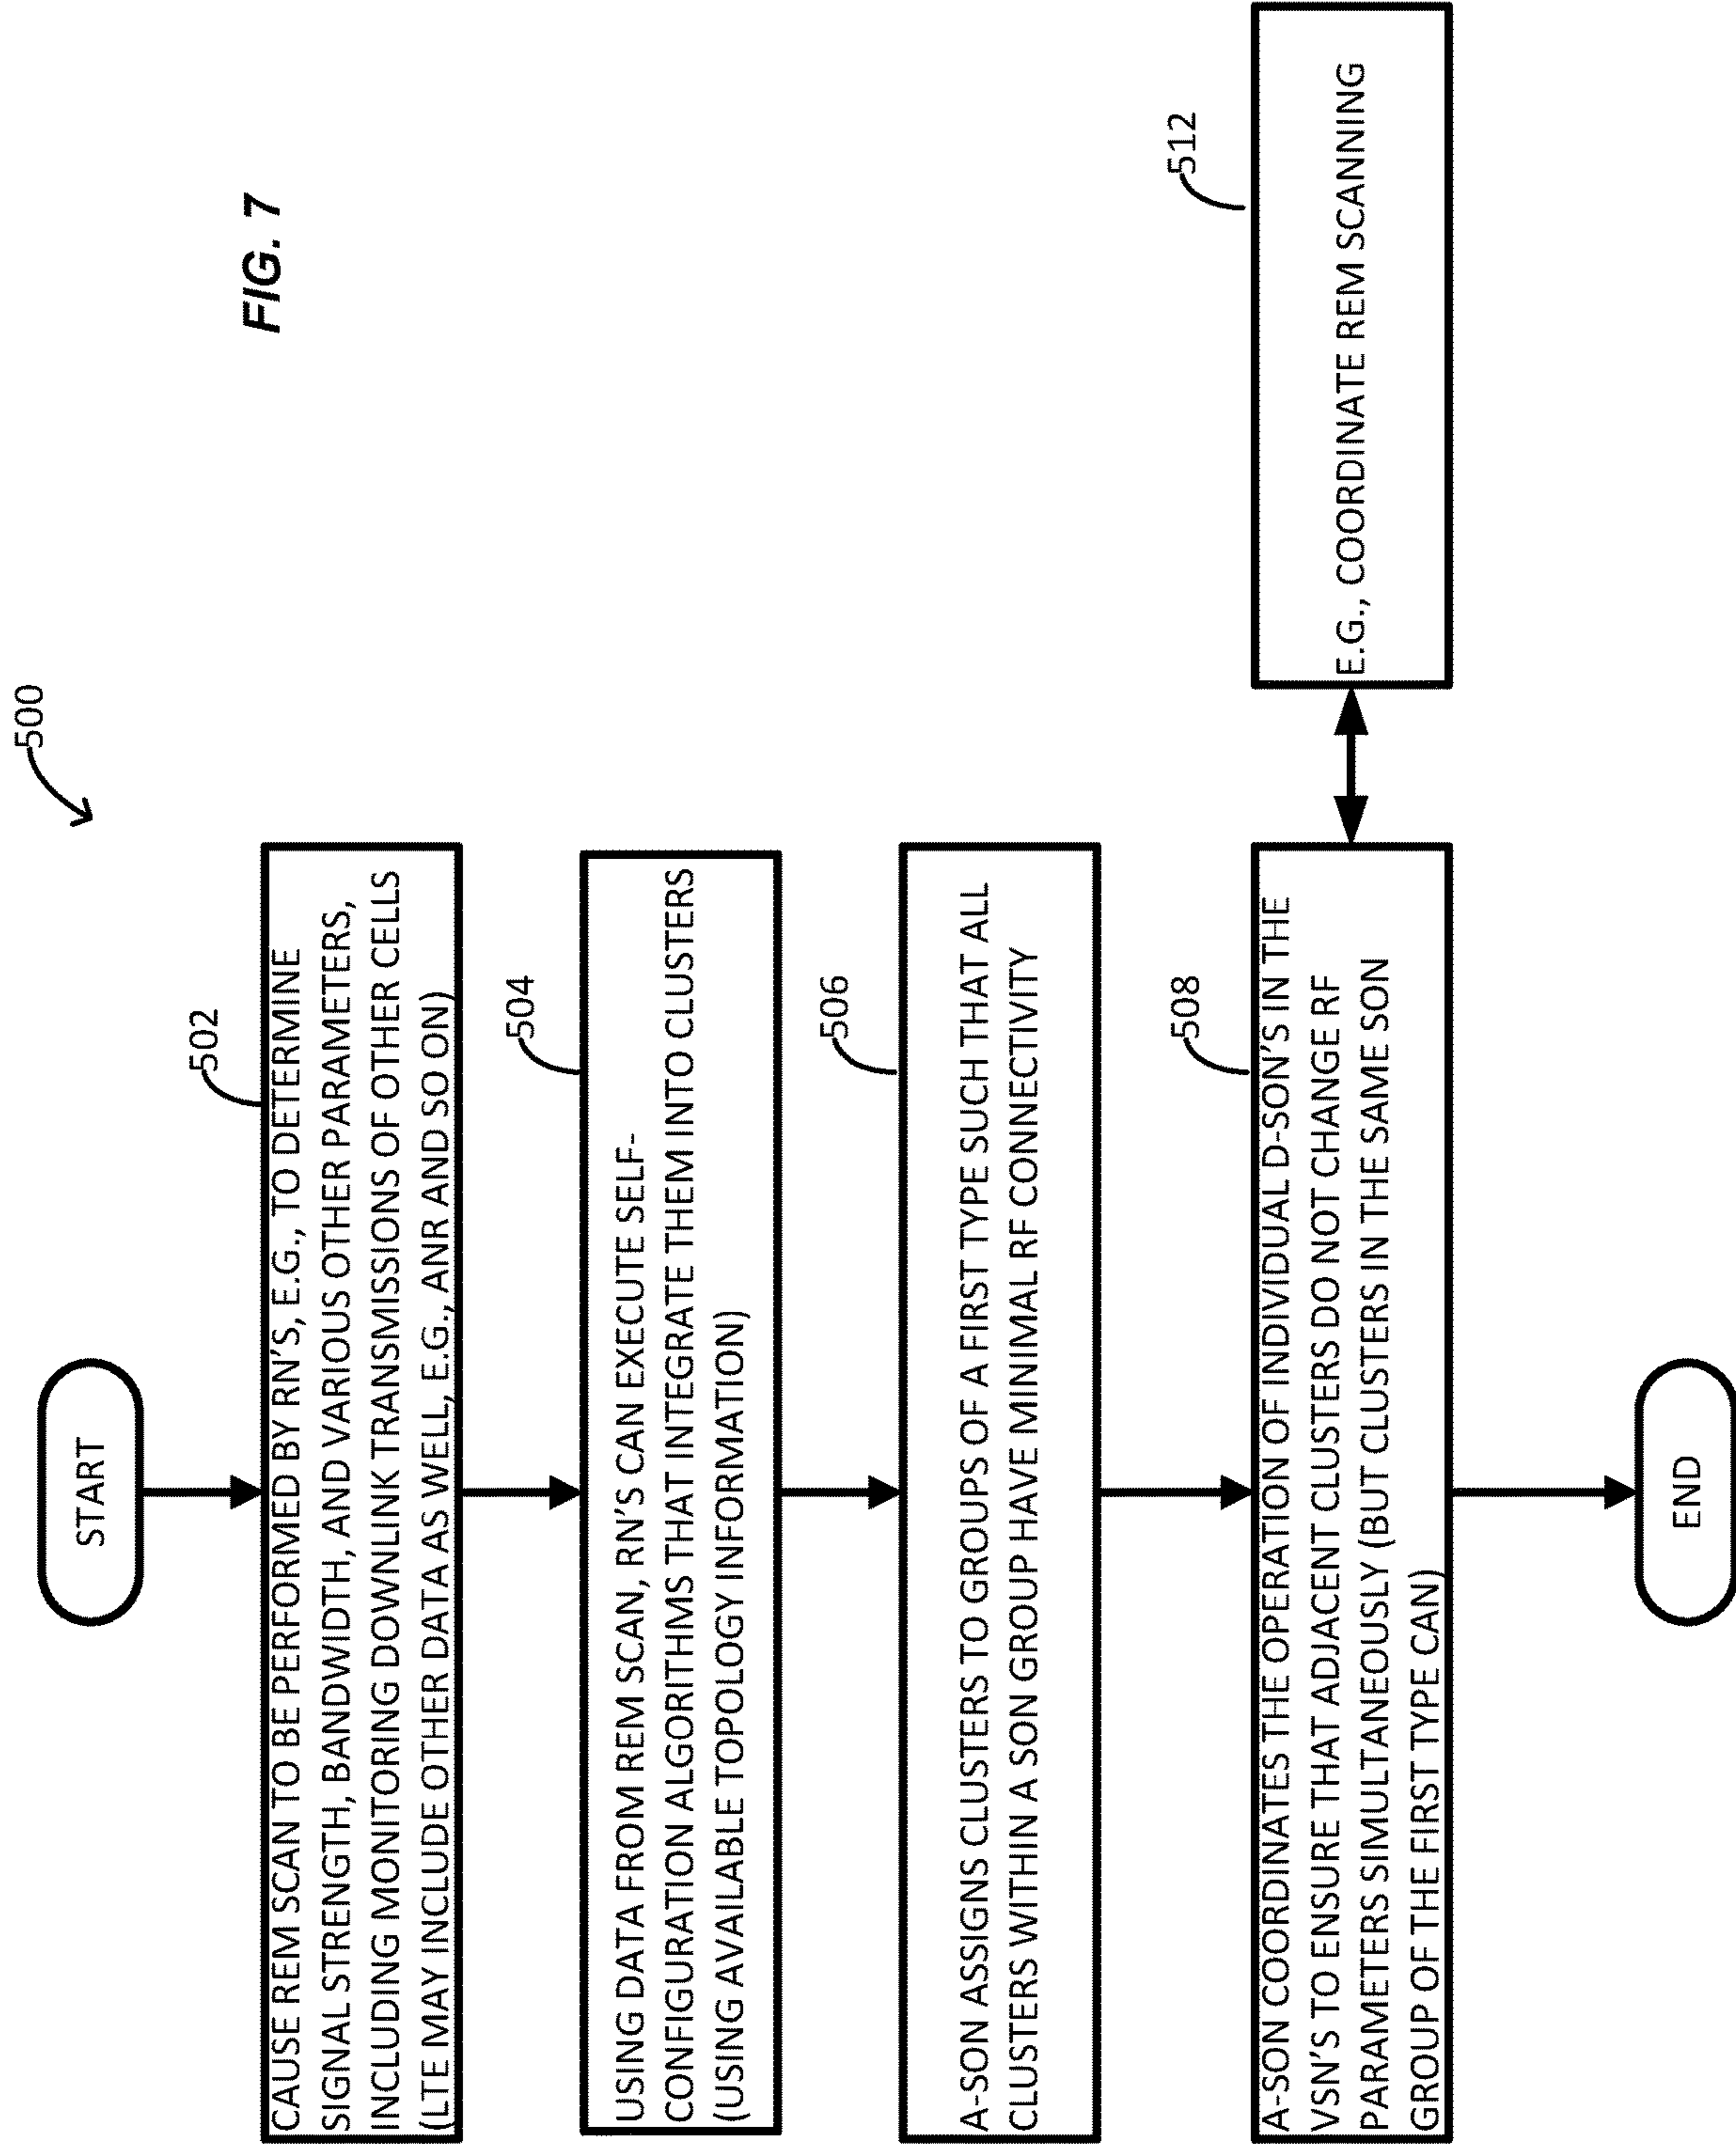 500
FIG. 7
START
502
CAUSE REM SCAN TO BE PERFORMED BY RN'S, E.G., TO DETERMINE
SIGNAL STRENGTH, BANDWIDTH, AND VARIOUS OTHER PARAMETERS,
INCLUDING MONITORING DOWNLINK TRANSMISSIONS OF OTHER CELLS
(LTE MAY INCLUDE OTHER DATA AS WELL, E.G., ANR AND SO ON)
504
USING DATA FROM REM SCAN, RN'S CAN EXECUTE SELF-
CONFIGURATION ALGORITHMS THAT INTEGRATE THEM INTO CLUSTERS
(USING AVAILABLE TOPOLOGY INFORMATION)
506
A-SON ASSIGNS CLUSTERS TO GROUPS OF A FIRST TYPE SUCH THAT ALL
CLUSTERS WITHIN A SON GROUP HAVE MINIMAL RF CONNECTIVITY
508
A-SON COORDINATES THE OPERATION OF INDIVIDUAL D-SON'S IN THE
VSN'S TO ENSURE THAT ADJACENT CLUSTERS DO NOT CHANGE RF
PARAMETERS SIMULTANEOUSLY (BUT CLUSTERS IN THE SAME SON
GROUP OF THE FIRST TYPE CAN)
512
E.G., COORDINATE REM SCANNING
END